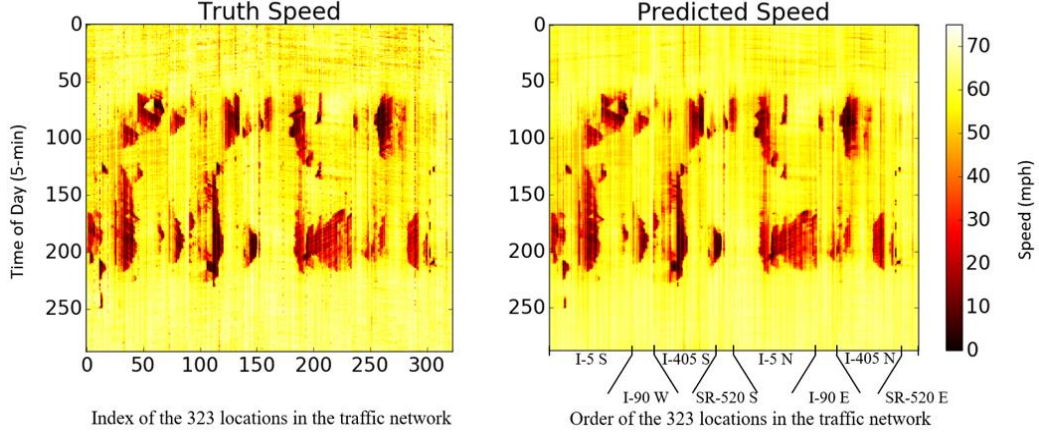 Truth Speed
Predicted Speed
0
50
100
150
200
250
0
50
100
150
200
250
300
Time of Day (5-min)
Index of the 323 locations in the traffic network
0
50
100
150
200
250
I-5 S
I-405 S
I-5 N
I-405 N
I-90 W
SR-520 S
I-90 E
SR-520 E
Order of the 323 locations in the traffic network
70
60
50
40
30
20
10
0
Speed (mph)